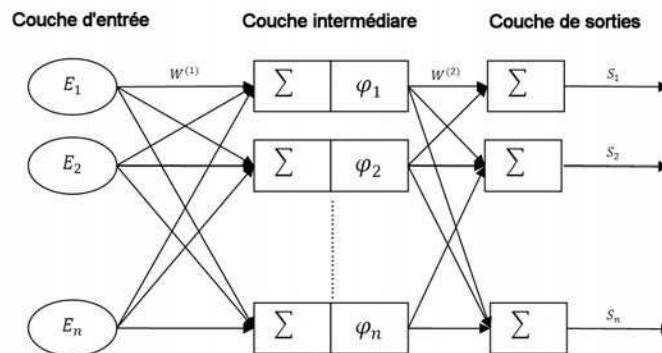 Couche d'entrée Couche intermédiare Couche de sorties
E₁ W⁽¹⁾ ∑ φ₁ W⁽²⁾ ∑ S₁
E₂ ∑ φ₂ ∑ S₂
Eₙ ∑ φₙ ∑ Sₙ